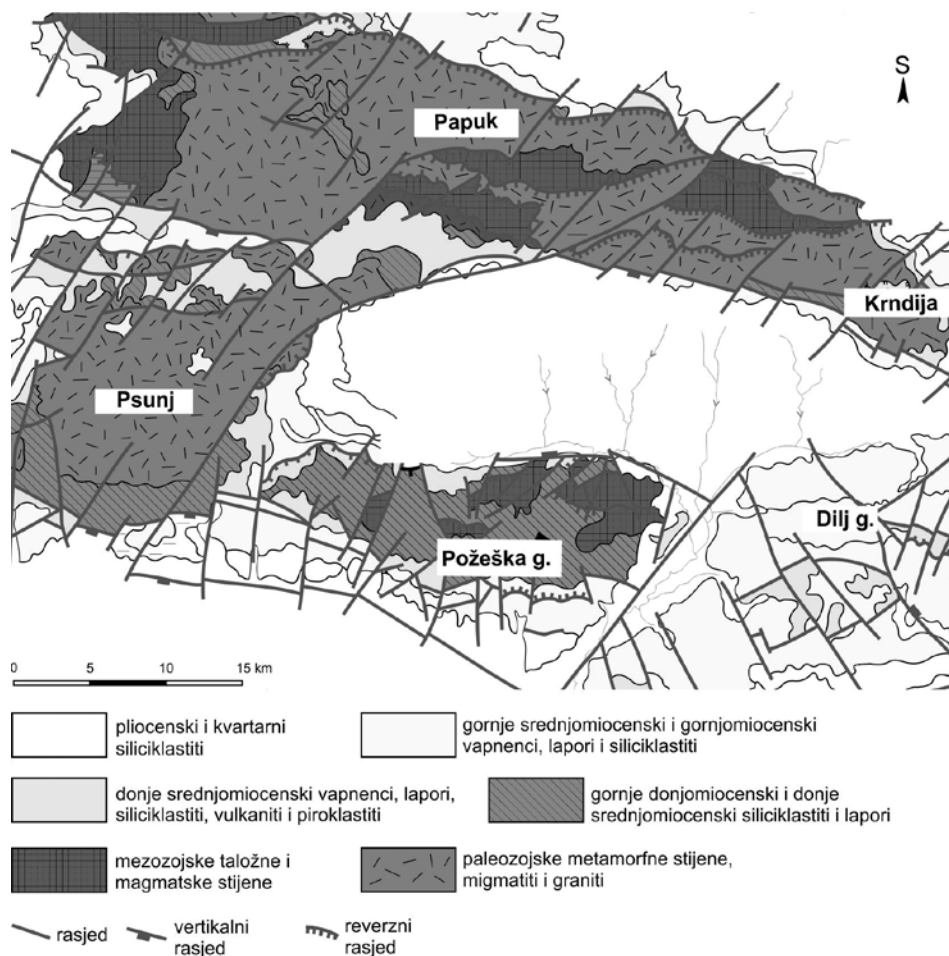 S
Papuk
Krndija
Psunj
Dilj g.
Požeška g.
0 5 10 15 km
pliocenski i kvartarni
siliciklastiti
gornje srednjomiocenski i gornjomiocenski
vapnenci, lapori i siliciklastiti
donje srednjomiocenski vapnenci, lapori,
siliciklastiti, vulkaniti i piroklastiti
gornje donjomiocenski i donje
srednjomiocenski siliciklastiti i lapori
mezozojske taložne i
magmatske stijene
paleozojske metamorfne stijene,
migmatiti i graniti
rasjed
vertikalni
rasjed
reverzni
rasjed